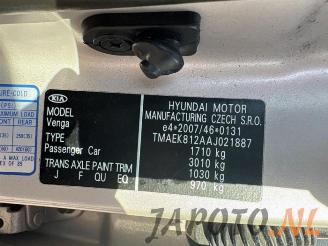 KIA
MODEL
Venga
TYPE
Passenger Car
TRANS AXLE PAINT TRIM
J F QU EQ
HYUNDAI MOTOR
MANUFACTURING CZECH S.R.O.
e4*2007/46*0131
TMAEK812AAJ021887
1710 kg
3010 kg
1030 kg
970 kg
JAPOTO.NL